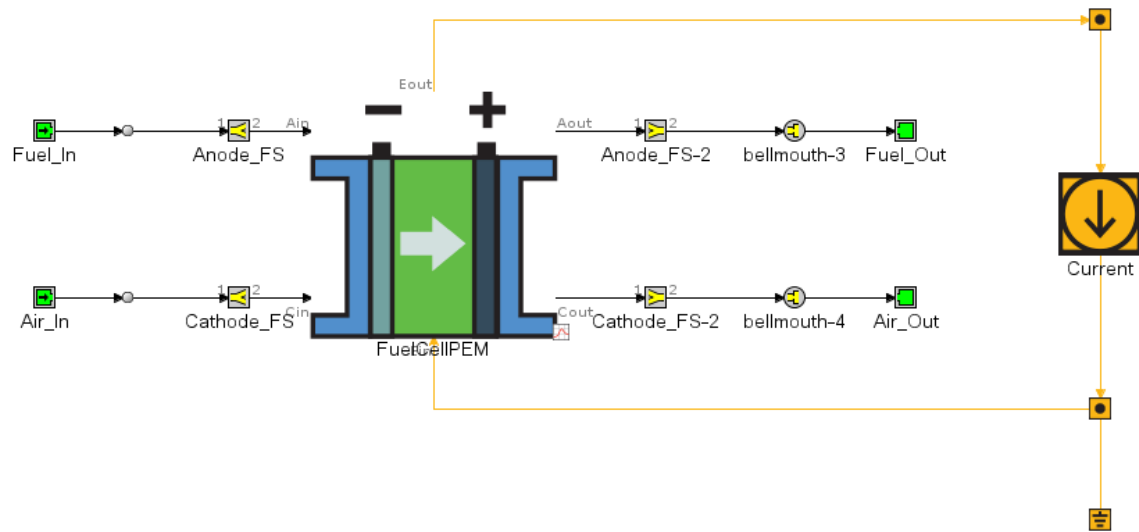 Eout
− +
Fuel_In
1 2
Anode_FS
Ain
Aout
1 2
Anode_FS-2
bellmouth-3
Fuel_Out
Current
Air_In
1 2
Cathode_FS
Cin
Cout
1 2
Cathode_FS-2
bellmouth-4
Air_Out
FuelCellPEM